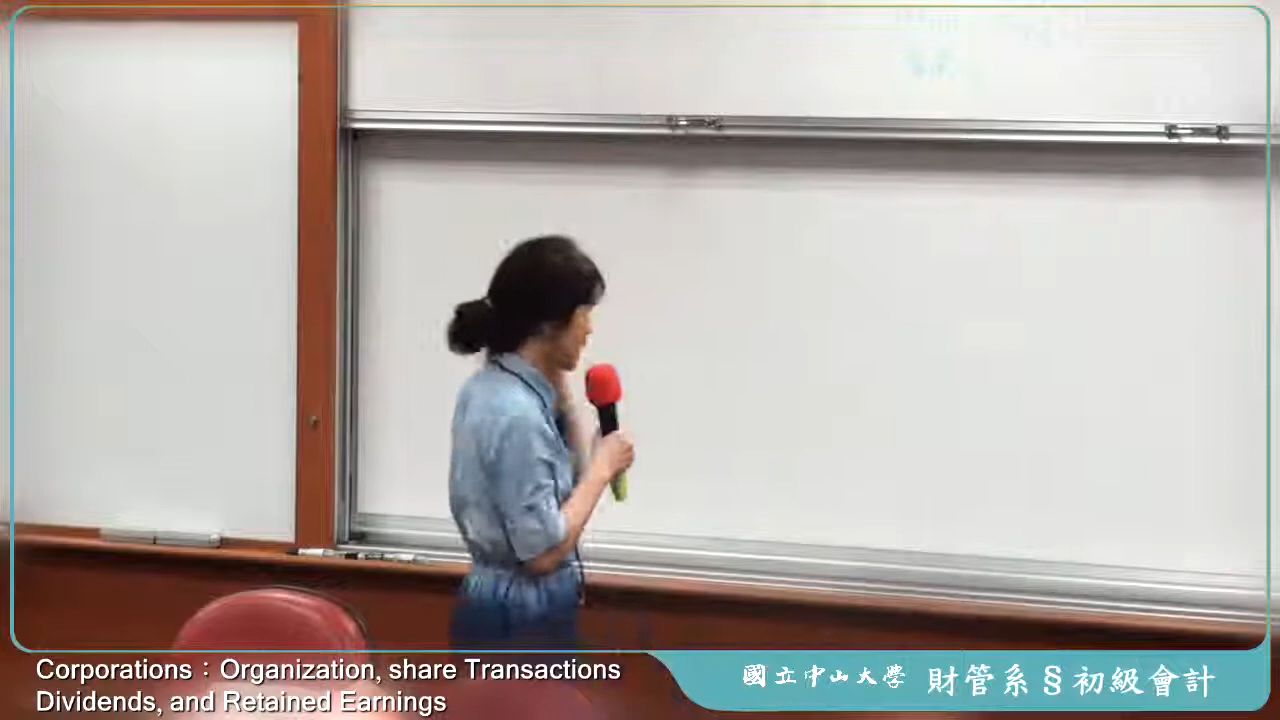 Corporations：Organization, share Transactions
Dividends, and Retained Earnings
國立中山大學 財管系§初級會計